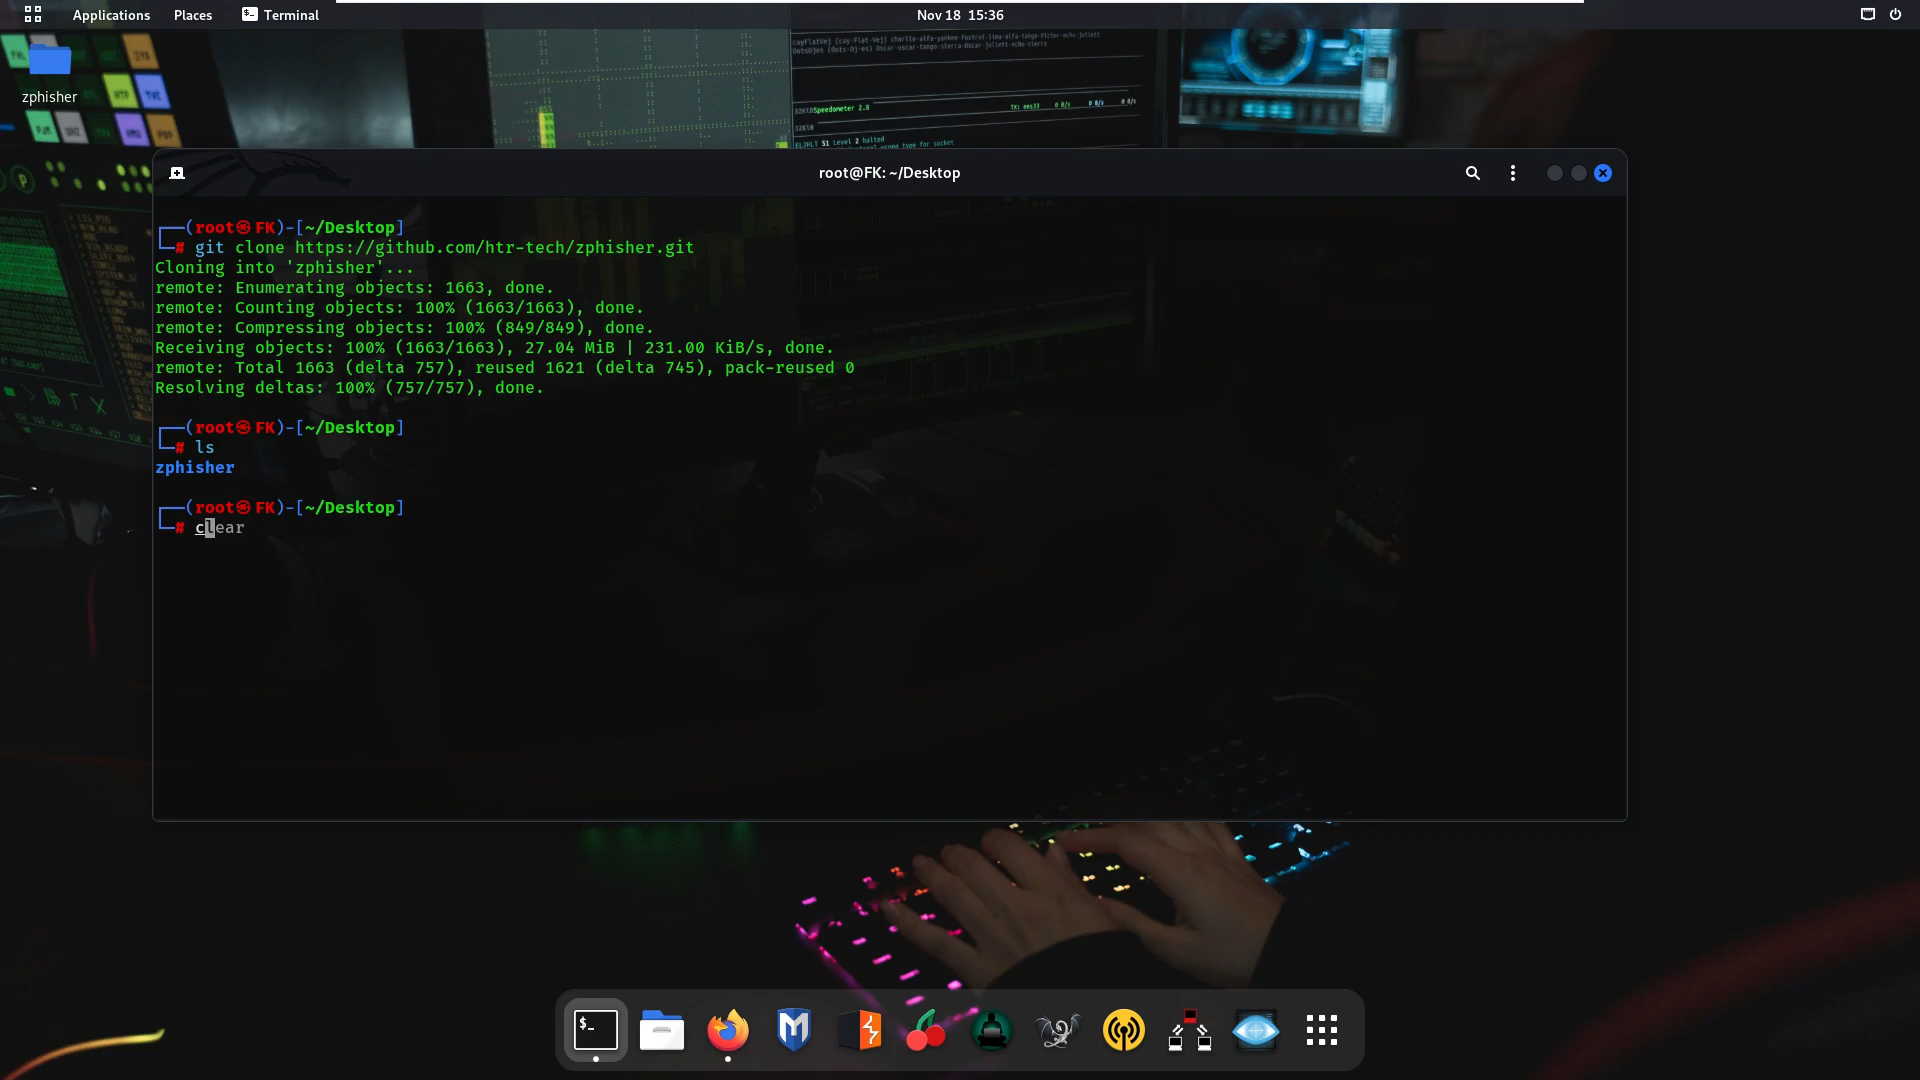 Applications Places Terminal Nov 18 15:36
zphisher
root@FK: ~/Desktop
┌──(root㉿FK)-[~/Desktop]
└─# git clone https://github.com/htr-tech/zphisher.git
Cloning into 'zphisher'...
remote: Enumerating objects: 1663, done.
remote: Counting objects: 100% (1663/1663), done.
remote: Compressing objects: 100% (849/849), done.
Receiving objects: 100% (1663/1663), 27.04 MiB | 231.00 KiB/s, done.
remote: Total 1663 (delta 757), reused 1621 (delta 745), pack-reused 0
Resolving deltas: 100% (757/757), done.
┌──(root㉿FK)-[~/Desktop]
└─# ls
zphisher
┌──(root㉿FK)-[~/Desktop]
└─# clear